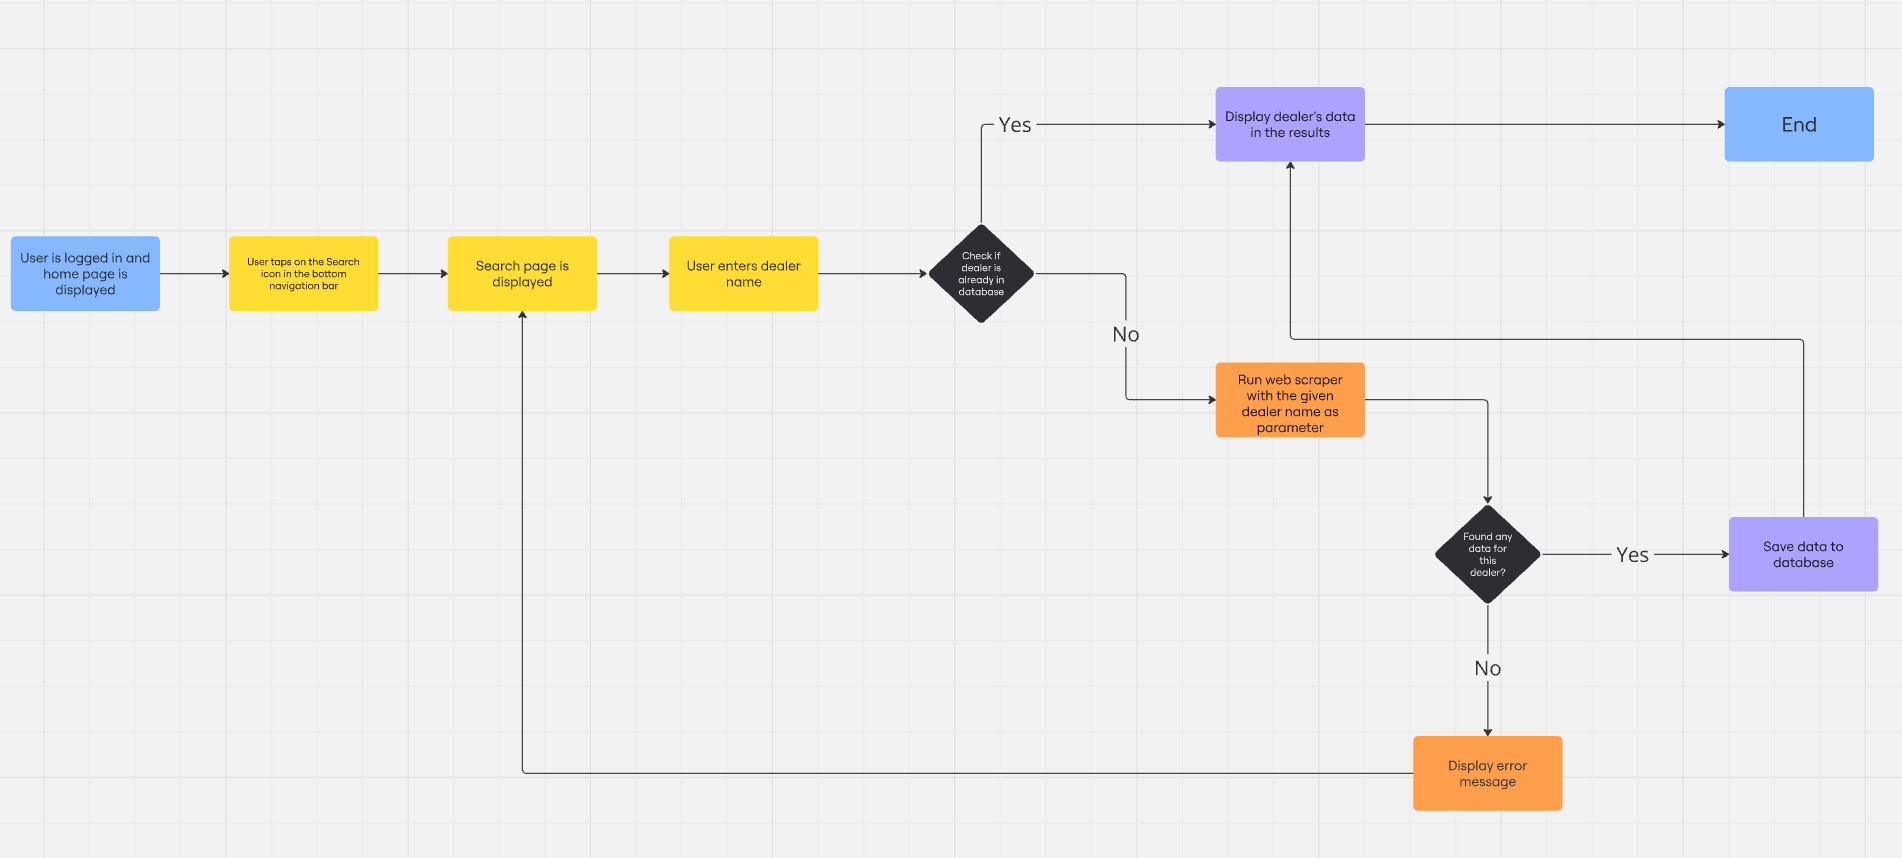 Yes
Display dealer's data
in the results
End
User is logged in and
home page is
displayed
User taps on the Search
icon in the bottom
navigation bar
Search page is
displayed
User enters dealer
name
Check if
dealer is
already in
database
No
Run web scraper
with the given
dealer name as
parameter
Found any
data for
this
dealer?
Yes
Save data to
database
No
Display error
message